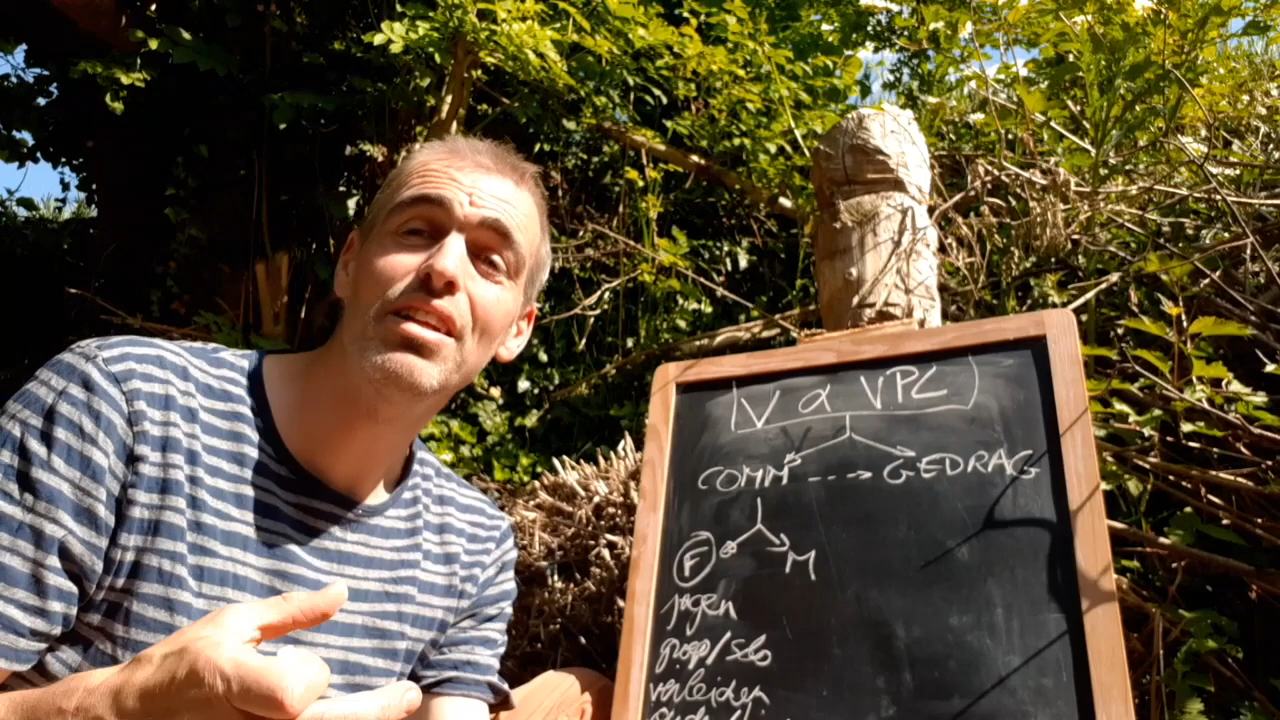 V α VPL
COMM ---> GEDRAG
F M
jagen
groep/slo
verleiden